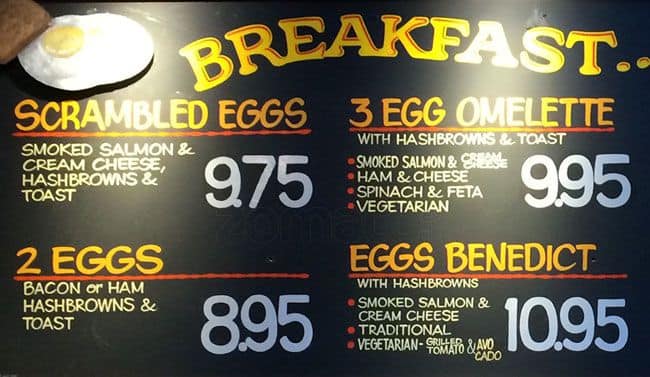 BREAKFAST..
SCRAMBLED EGGS
SMOKED SALMON &
CREAM CHEESE,
HASHBROWNS &
TOAST
9.75
3 EGG OMELETTE
WITH HASHBROWNS & TOAST
• SMOKED SALMON & CREAM CHEESE
• HAM & CHEESE
• SPINACH & FETA
• VEGETARIAN
9.95
2 EGGS
BACON or HAM
HASHBROWNS &
TOAST
8.95
EGGS BENEDICT
WITH HASHBROWNS
• SMOKED SALMON &
CREAM CHEESE
• TRADITIONAL
• VEGETARIAN - GRILLED TOMATO & AVOCADO
10.95
zomato